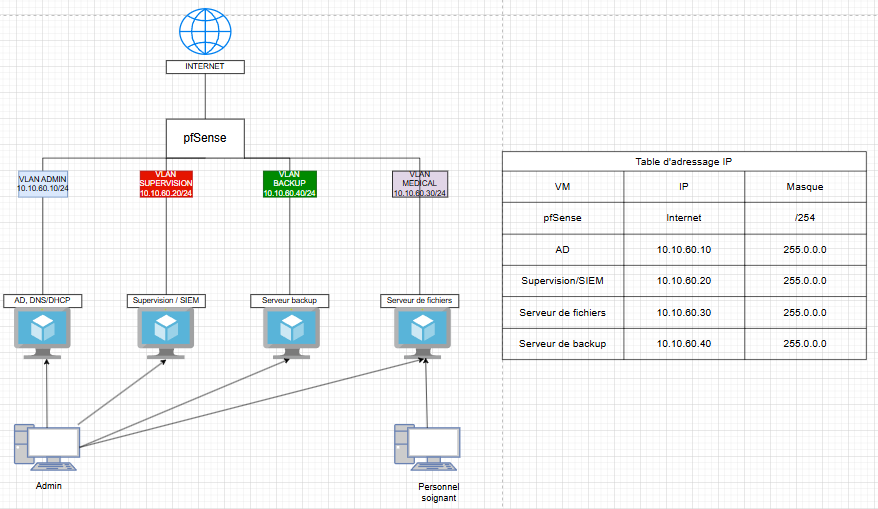 INTERNET
pfSense
VLAN ADMIN
10.10.60.10/24
VLAN
SUPERVISION
10.10.60.20/24
VLAN
BACKUP
10.10.60.40/24
VLAN
MEDICAL
10.10.60.30/24
AD, DNS/DHCP
Supervision / SIEM
Serveur backup
Serveur de fichiers
Admin
Personnel
soignant
Table d'adressage IP
VM IP Masque
pfSense Internet /254
AD 10.10.60.10 255.0.0.0
Supervision/SIEM 10.10.60.20 255.0.0.0
Serveur de fichiers 10.10.60.30 255.0.0.0
Serveur de backup 10.10.60.40 255.0.0.0